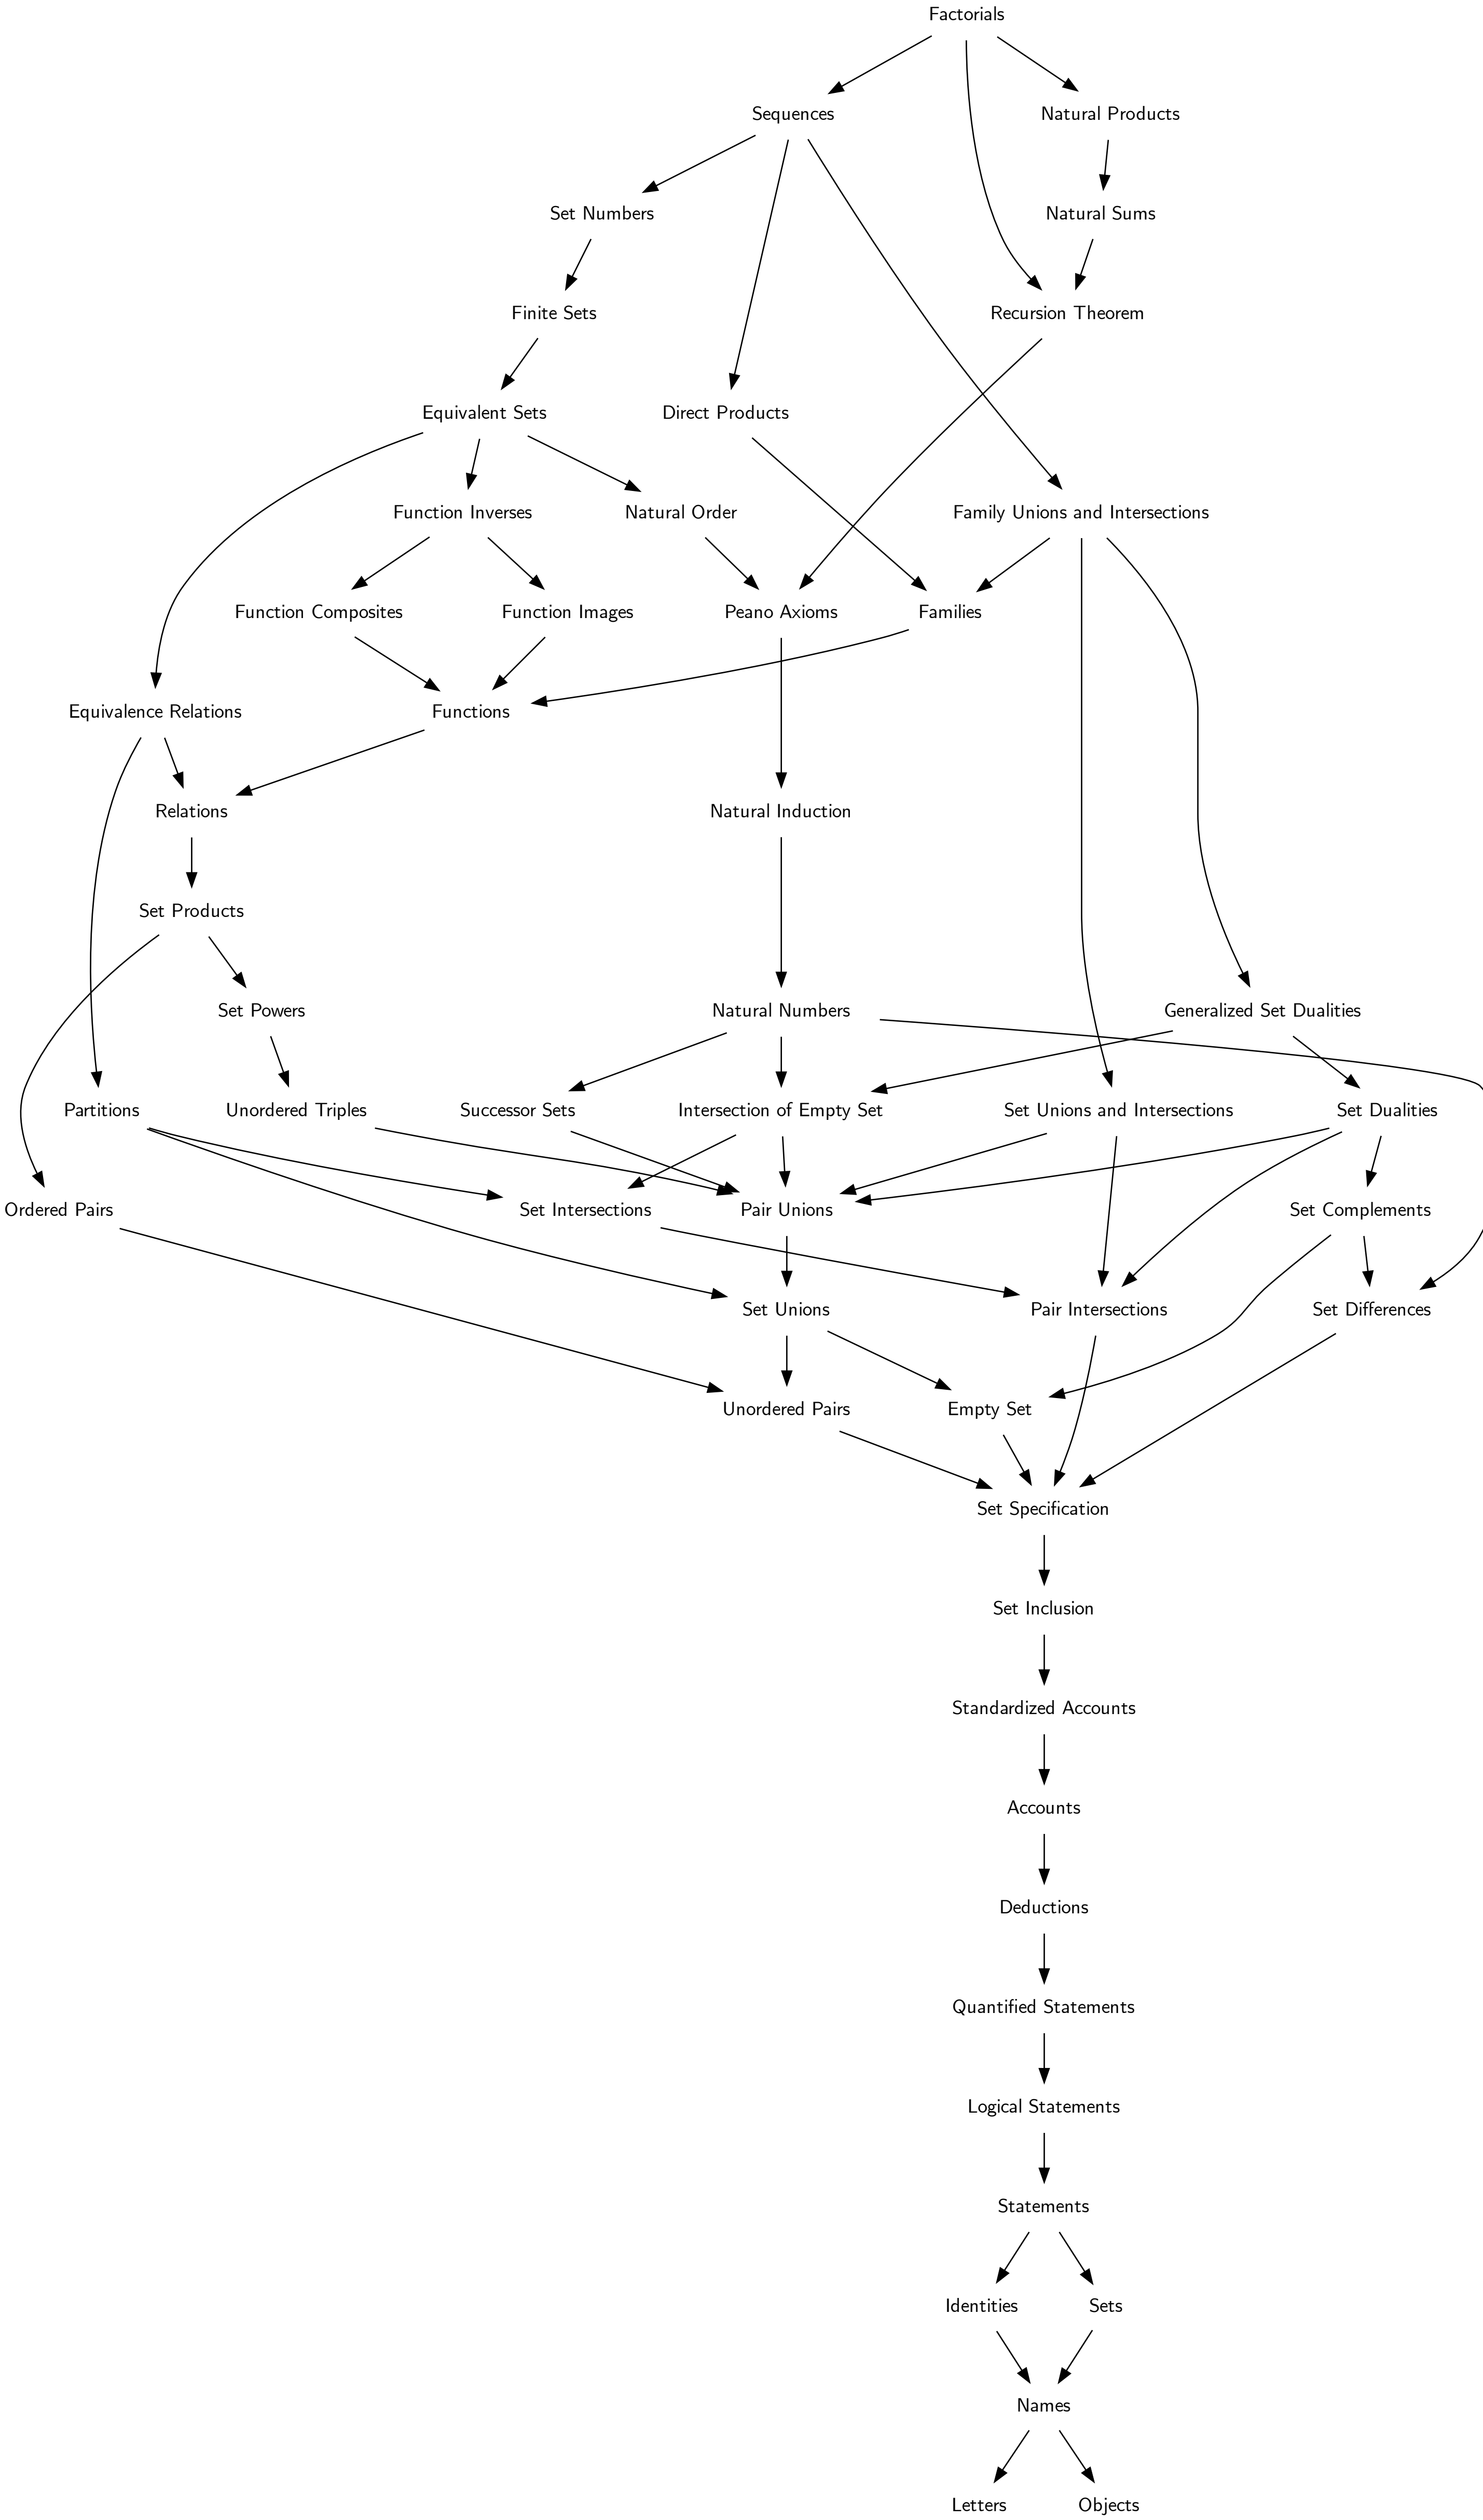 Factorials
Sequences
Natural Products
Set Numbers
Natural Sums
Finite Sets
Recursion Theorem
Equivalent Sets
Direct Products
Function Inverses
Natural Order
Family Unions and Intersections
Function Composites
Function Images
Peano Axioms
Families
Equivalence Relations
Functions
Relations
Natural Induction
Set Products
Set Powers
Natural Numbers
Generalized Set Dualities
Partitions
Unordered Triples
Successor Sets
Intersection of Empty Set
Set Unions and Intersections
Set Dualities
Ordered Pairs
Set Intersections
Pair Unions
Set Complements
Set Unions
Pair Intersections
Set Differences
Unordered Pairs
Empty Set
Set Specification
Set Inclusion
Standardized Accounts
Accounts
Deductions
Quantified Statements
Logical Statements
Statements
Identities
Sets
Names
Letters
Objects